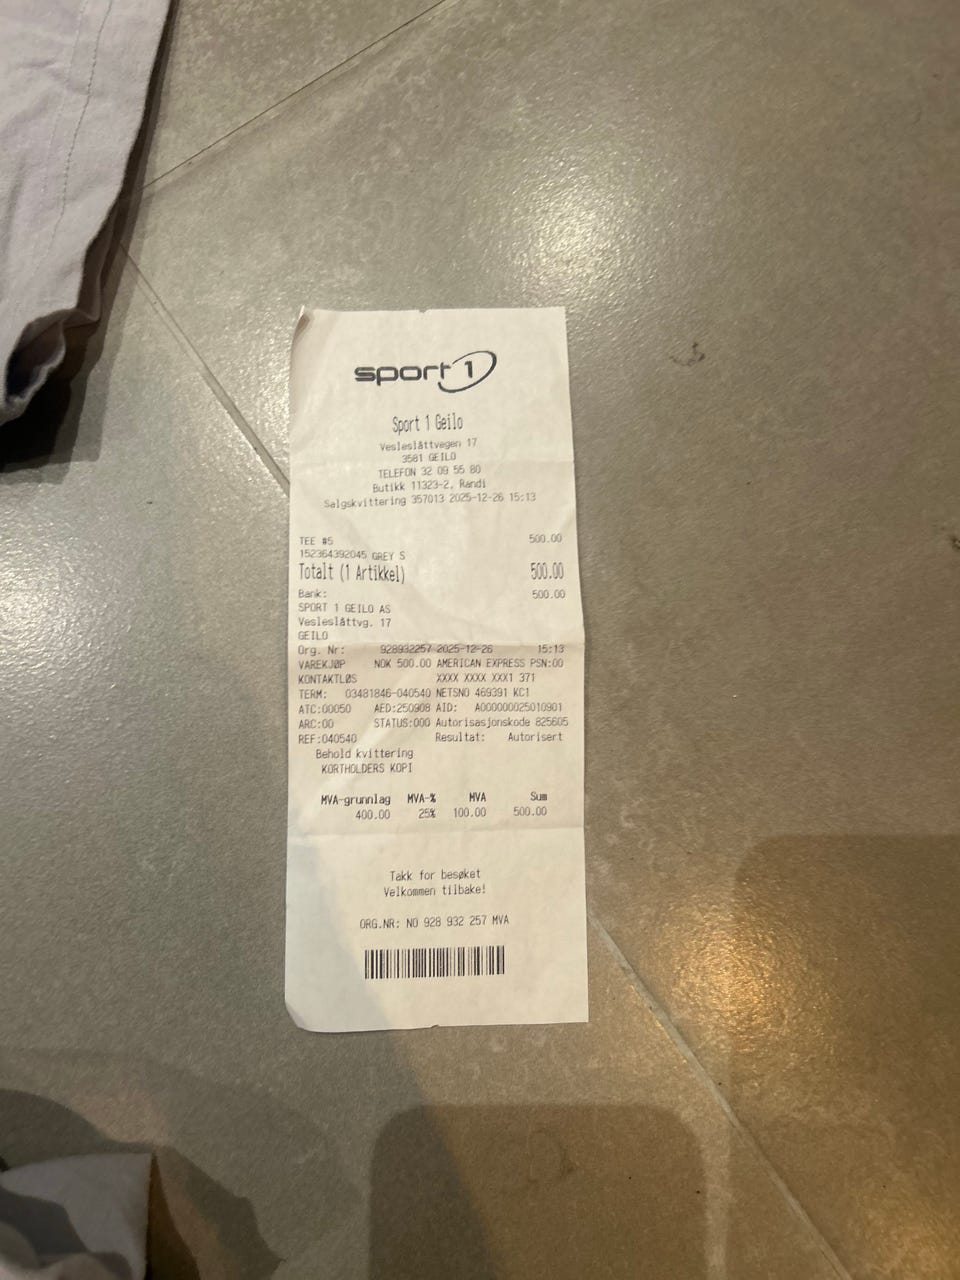 sport 1
Sport 1 Geilo
Vesleslåttvegen 17
3581 GEILO
TELEFON 32 09 55 80
Butikk 11323-2, Randi
Salgskvittering 357013 2025-12-26 15:13
TEE #5 500.00
152364392045 GREY S
Totalt (1 Artikkel) 500.00
Bank: 500.00
SPORT 1 GEILO AS
Vesleslåttvg. 17
GEILO
Org. Nr: 928932257 2025-12-26 15:13
VAREKJØP NOK 500.00 AMERICAN EXPRESS PSN:00
KONTAKTLØS XXXX XXXX XXX1 371
TERM: 03481846-040540 NETSNO 469391 KC1
ATC:00050 AED:250908 AID: A000000025010901
ARC:00 STATUS:000 Autorisasjonskode 825605
REF:040540 Resultat: Autorisert
Behold kvittering
KORTHOLDERS KOPI
MVA-grunnlag MVA-% MVA Sum
400.00 25% 100.00 500.00
Takk for besøket
Velkommen tilbake!
ORG.NR: NO 928 932 257 MVA